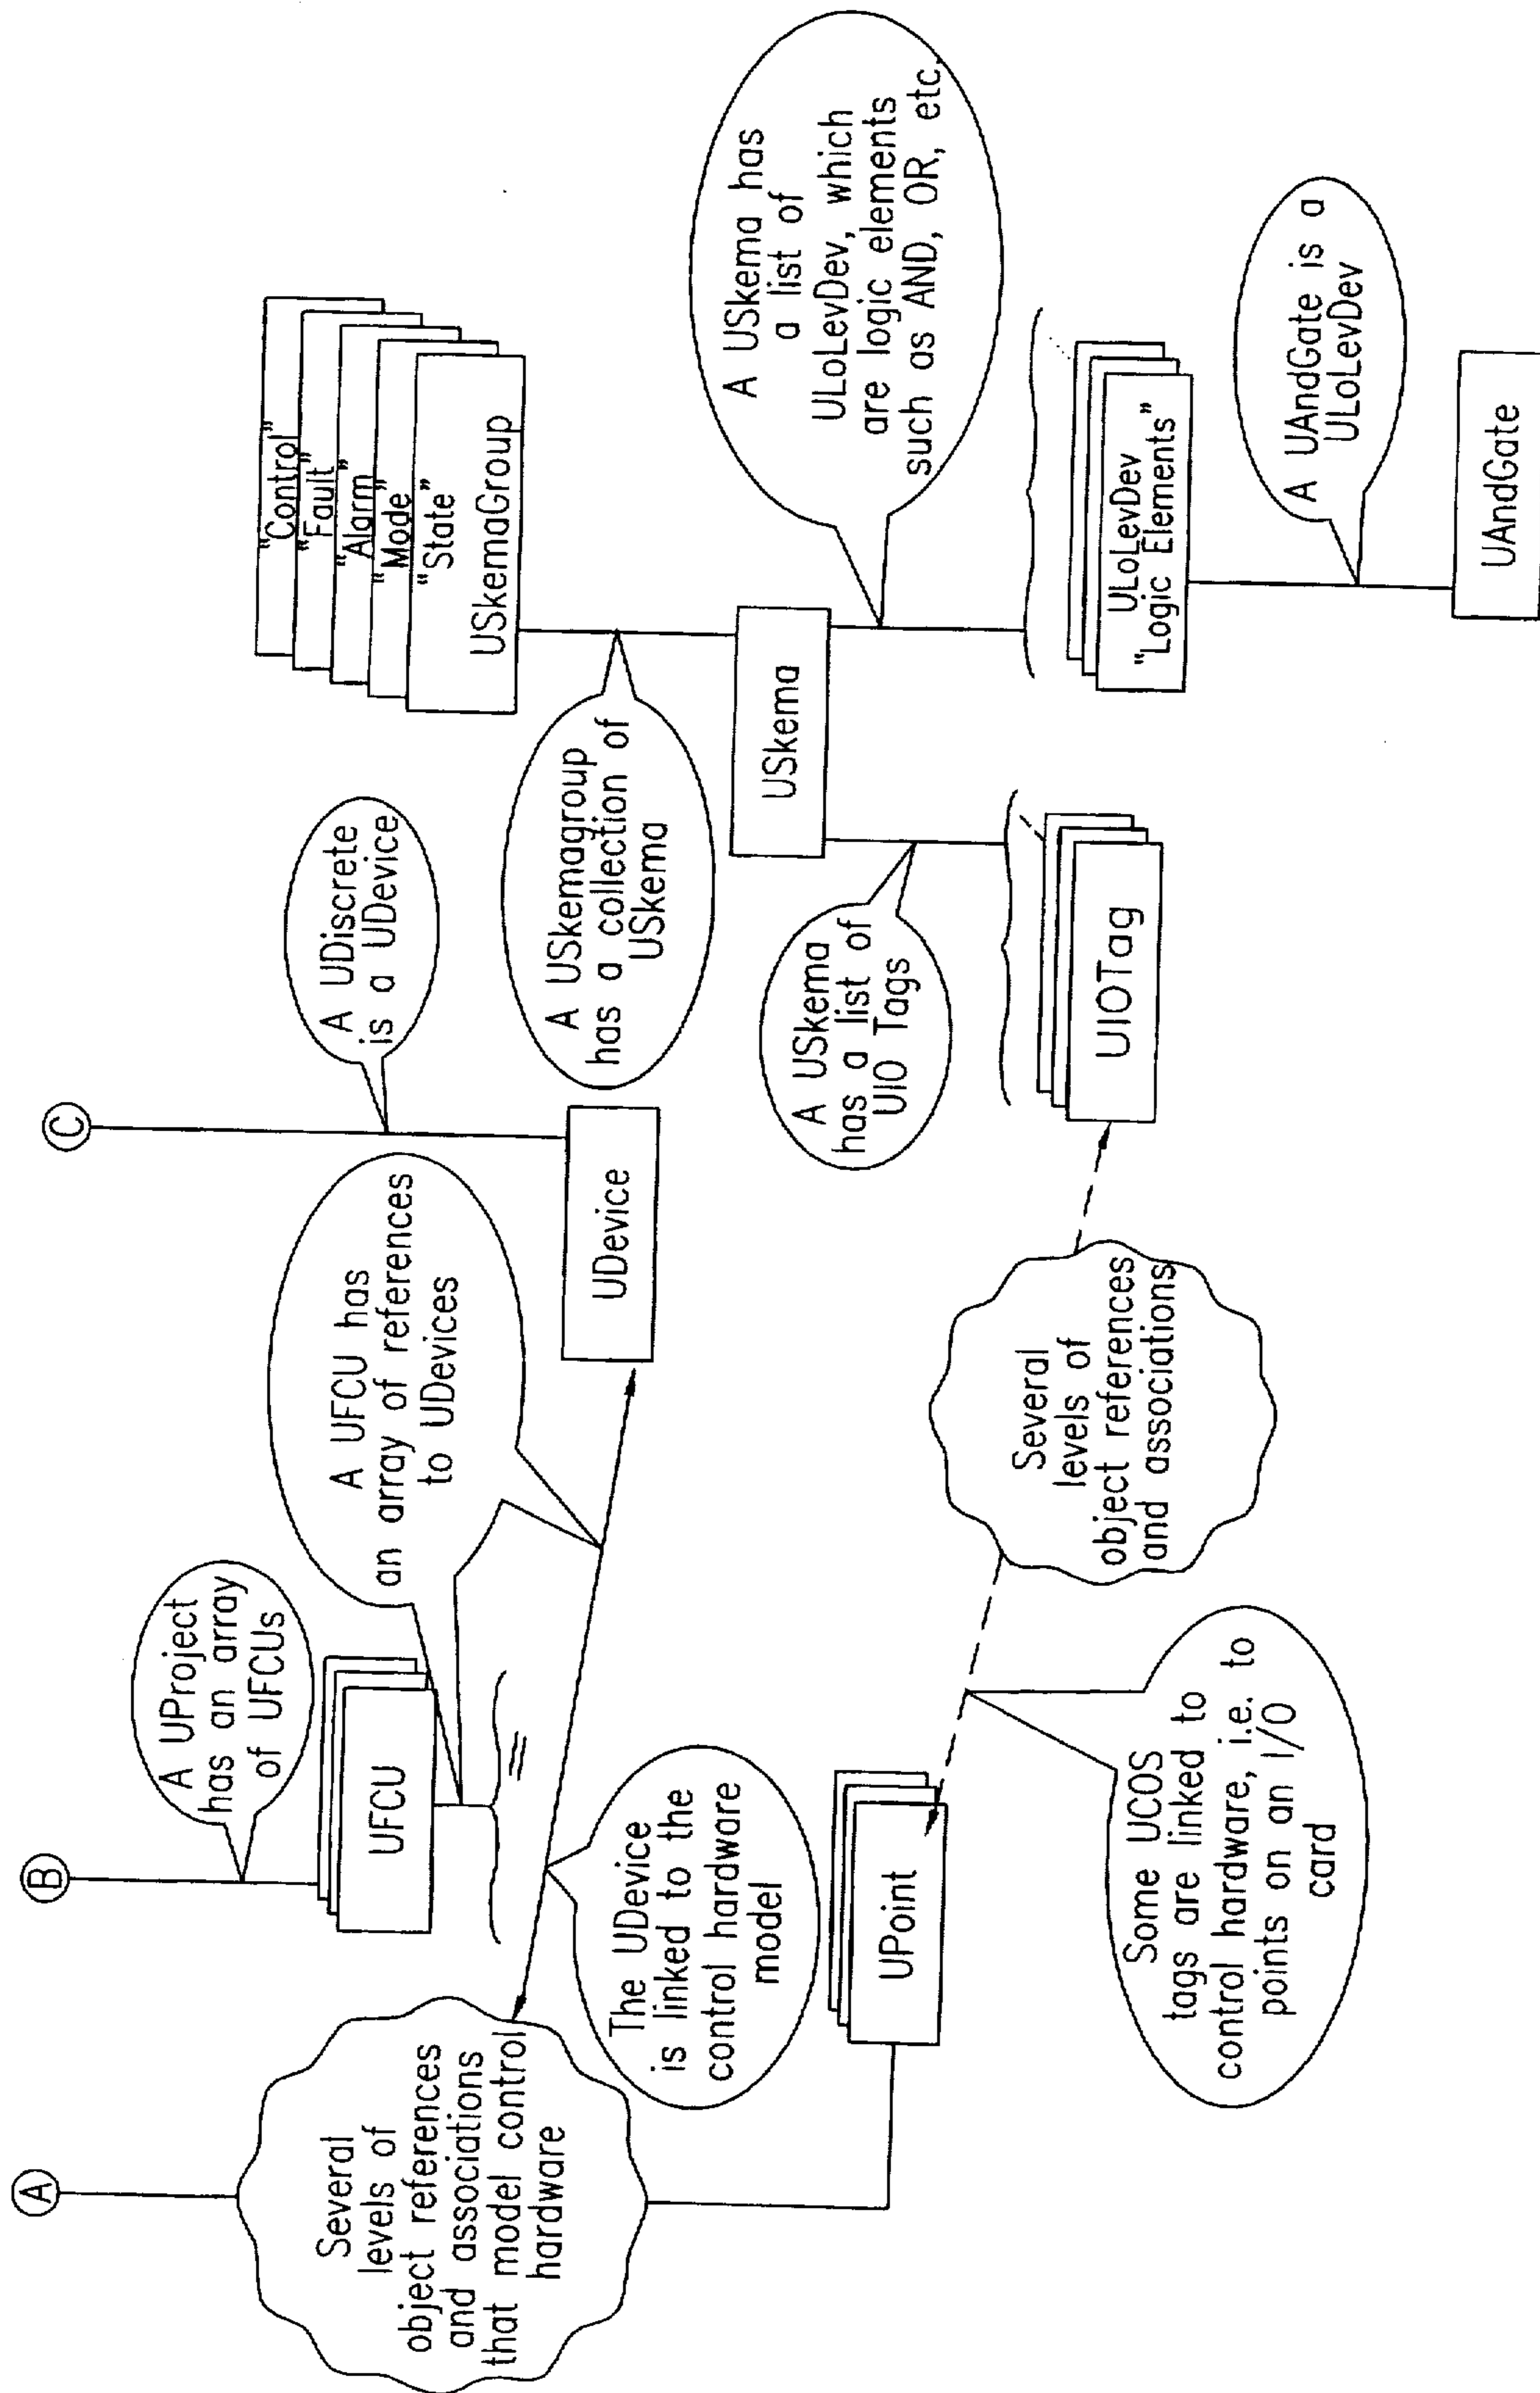 A
Several
levels of
object references
and associations
that model control
hardware
B
A UProject
has an array
of UFCUs
UFCU
A UFCU has
an array of references
to UDevices
The UDevice
is linked to the
control hardware
model
C
A UDiscrete
is a UDevice
UDevice
"Control"
"Fault"
"Alarm"
"Mode"
"State"
USkemaGroup
A USkemagroup
has a collection of
USkema
USkema
A USkema has
a list of
ULoLevDev, which
are logic elements
such as AND, OR, etc.
A USkema
has a list of
UIO Tags
UPoint
Several
levels of
object references
and associations
UIOTag
ULoLevDev
"Logic Elements"
Some UCOS
tags are linked to
control hardware, i.e. to
points on an I/O
card
A UAndGate is a
ULoLevDev
UAndGate